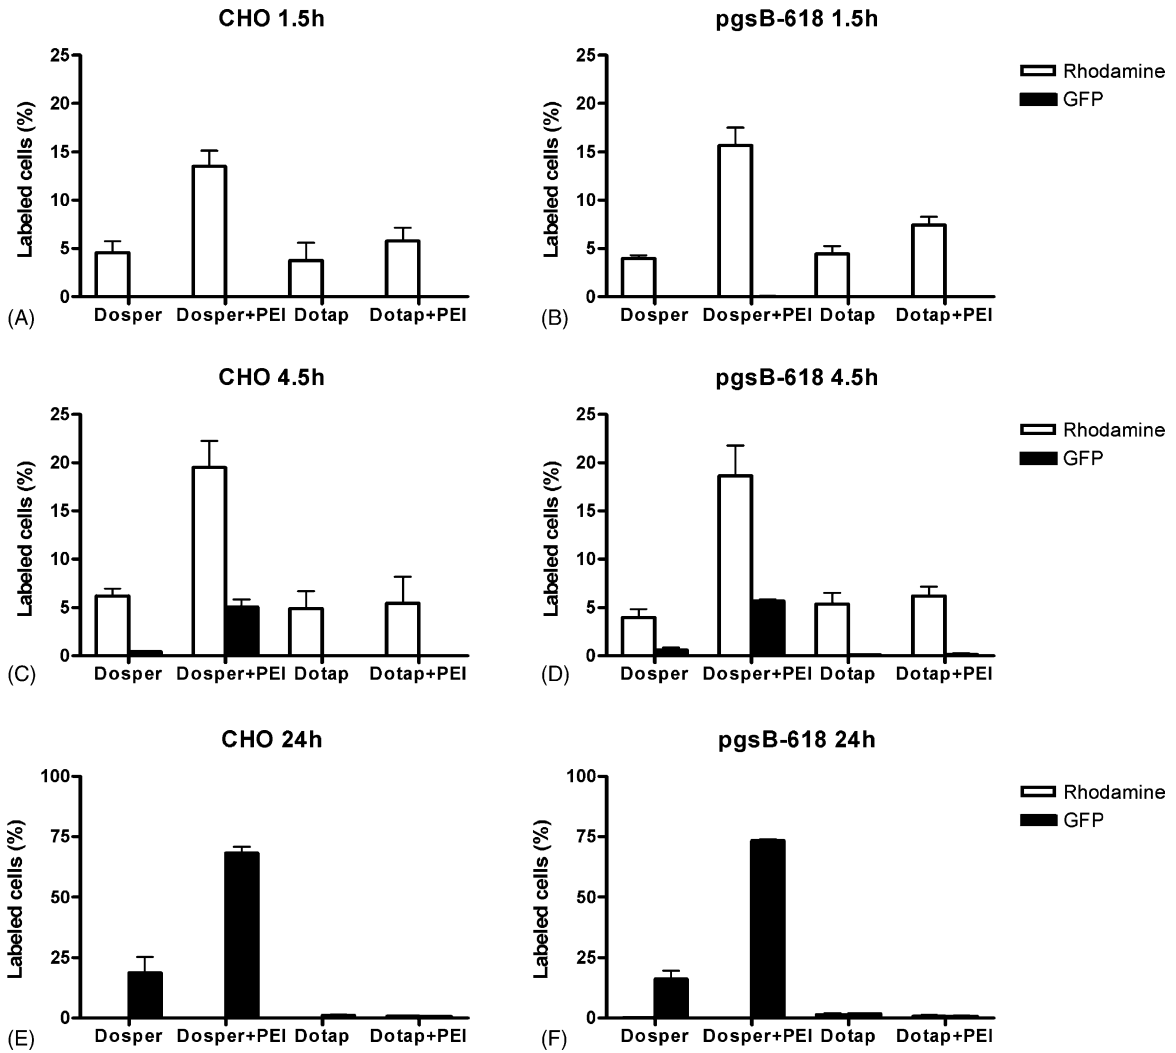 CHO 1.5h
pgsB-618 1.5h
Labeled cells (%)
25
20
15
10
5
0
Dosper Dosper+PEI Dotap Dotap+PEI
(A)
Labeled cells (%)
25
20
15
10
5
0
Dosper Dosper+PEI Dotap Dotap+PEI
(B)
Rhodamine
GFP
CHO 4.5h
pgsB-618 4.5h
Labeled cells (%)
25
20
15
10
5
0
Dosper Dosper+PEI Dotap Dotap+PEI
(C)
Labeled cells (%)
25
20
15
10
5
0
Dosper Dosper+PEI Dotap Dotap+PEI
(D)
Rhodamine
GFP
CHO 24h
pgsB-618 24h
Labeled cells (%)
100
75
50
25
0
Dosper Dosper+PEI Dotap Dotap+PEI
(E)
Labeled cells (%)
100
75
50
25
0
Dosper Dosper+PEI Dotap Dotap+PEI
(F)
Rhodamine
GFP